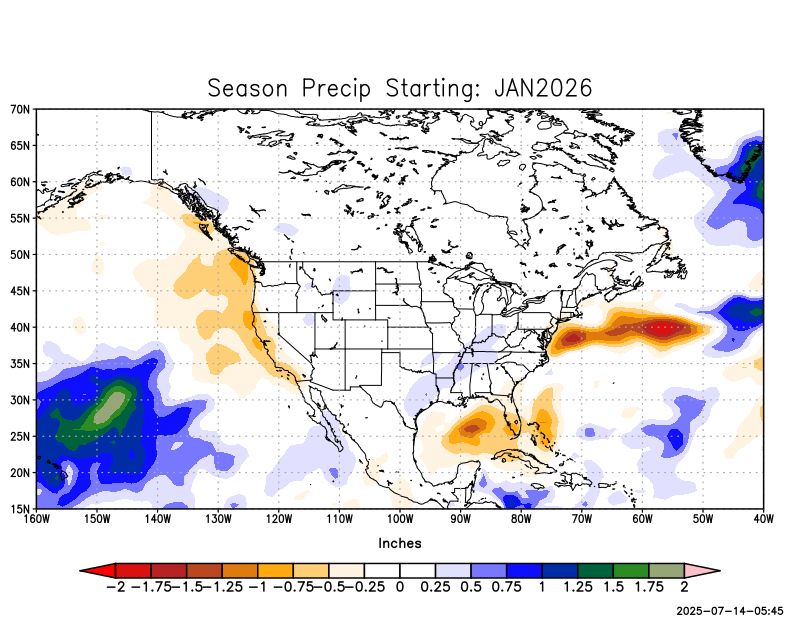 Season Precip Starting: JAN2026
70N
65N
60N
55N
50N
45N
40N
35N
30N
25N
20N
15N
160W 150W 140W 130W 120W 110W 100W 90W 80W 70W 60W 50W 40W
Inches
−2 −1.75 −1.5 −1.25 −1 −0.75 −0.5 −0.25 0 0.25 0.5 0.75 1 1.25 1.5 1.75 2
2025-07-14-05:45